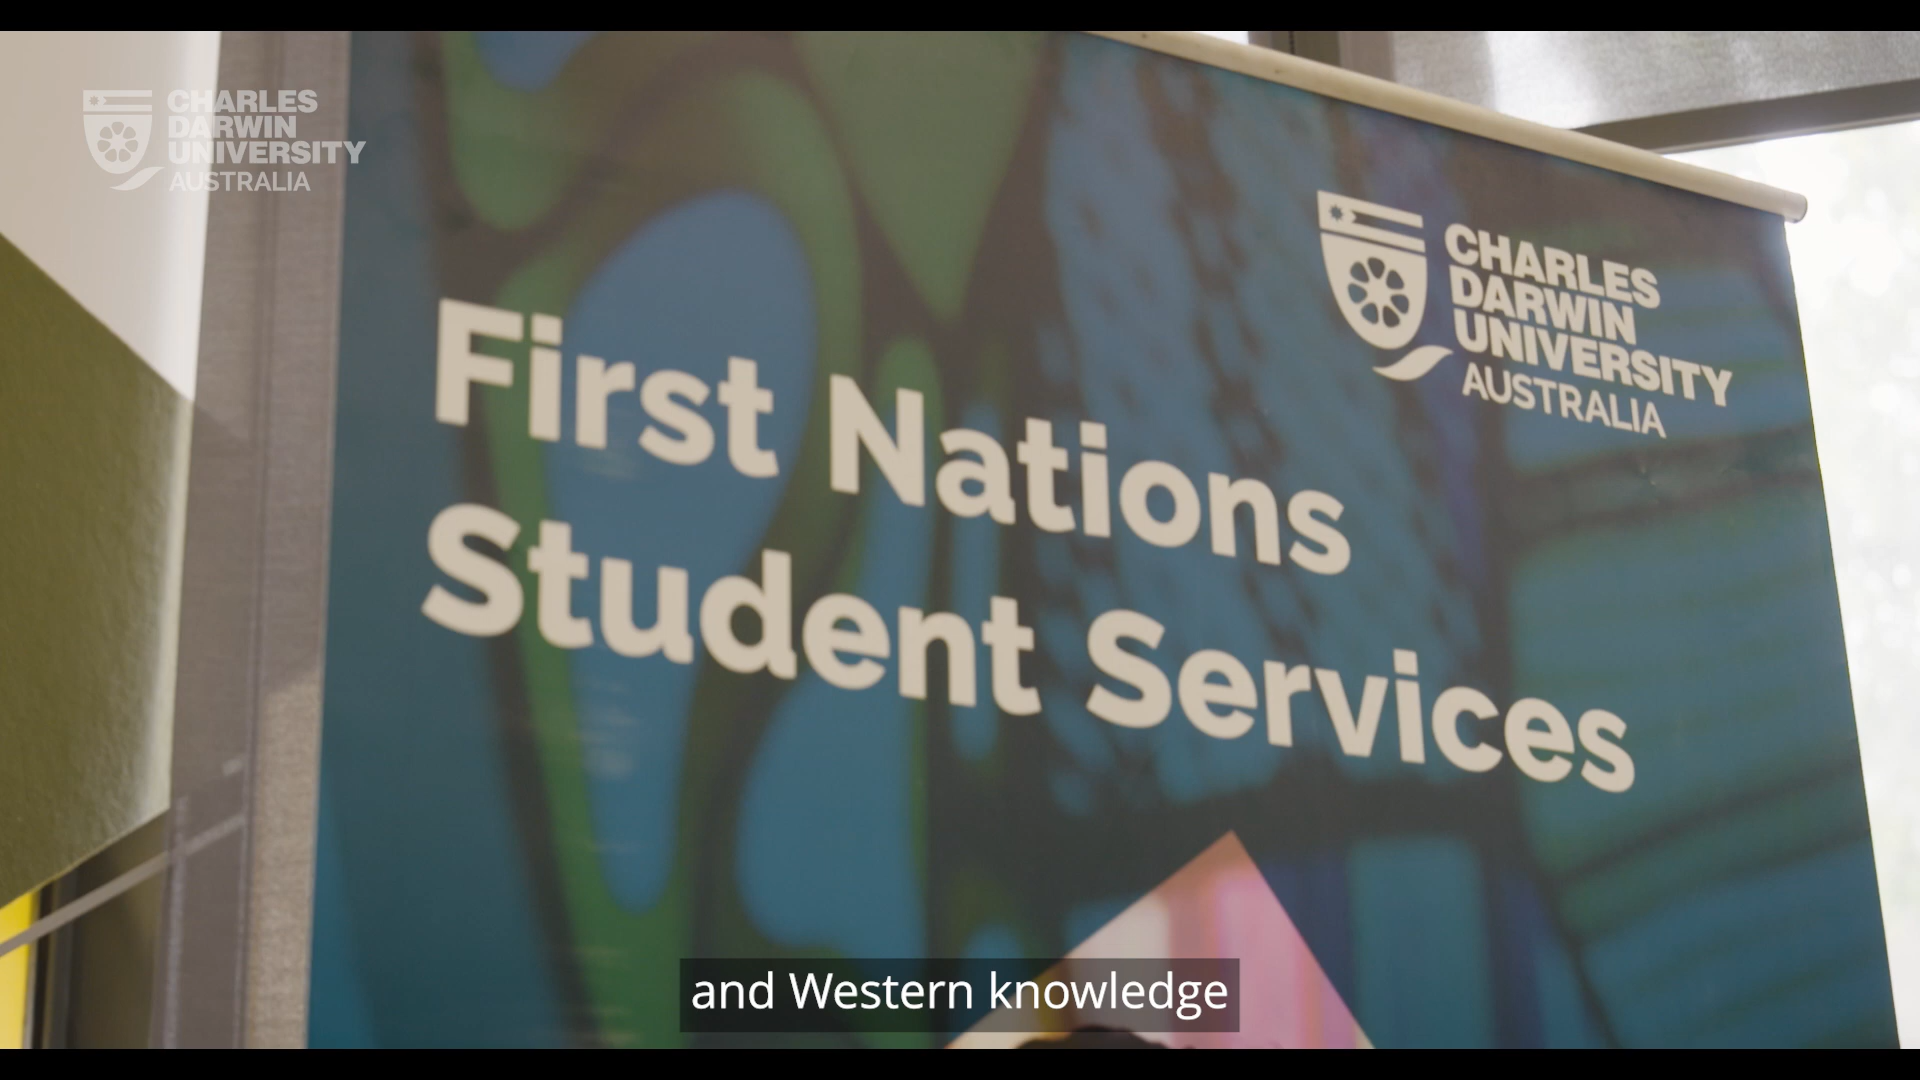 CHARLES
DARWIN
UNIVERSITY
AUSTRALIA
CHARLES
DARWIN
UNIVERSITY
AUSTRALIA
First Nations
Student Services
and Western knowledge